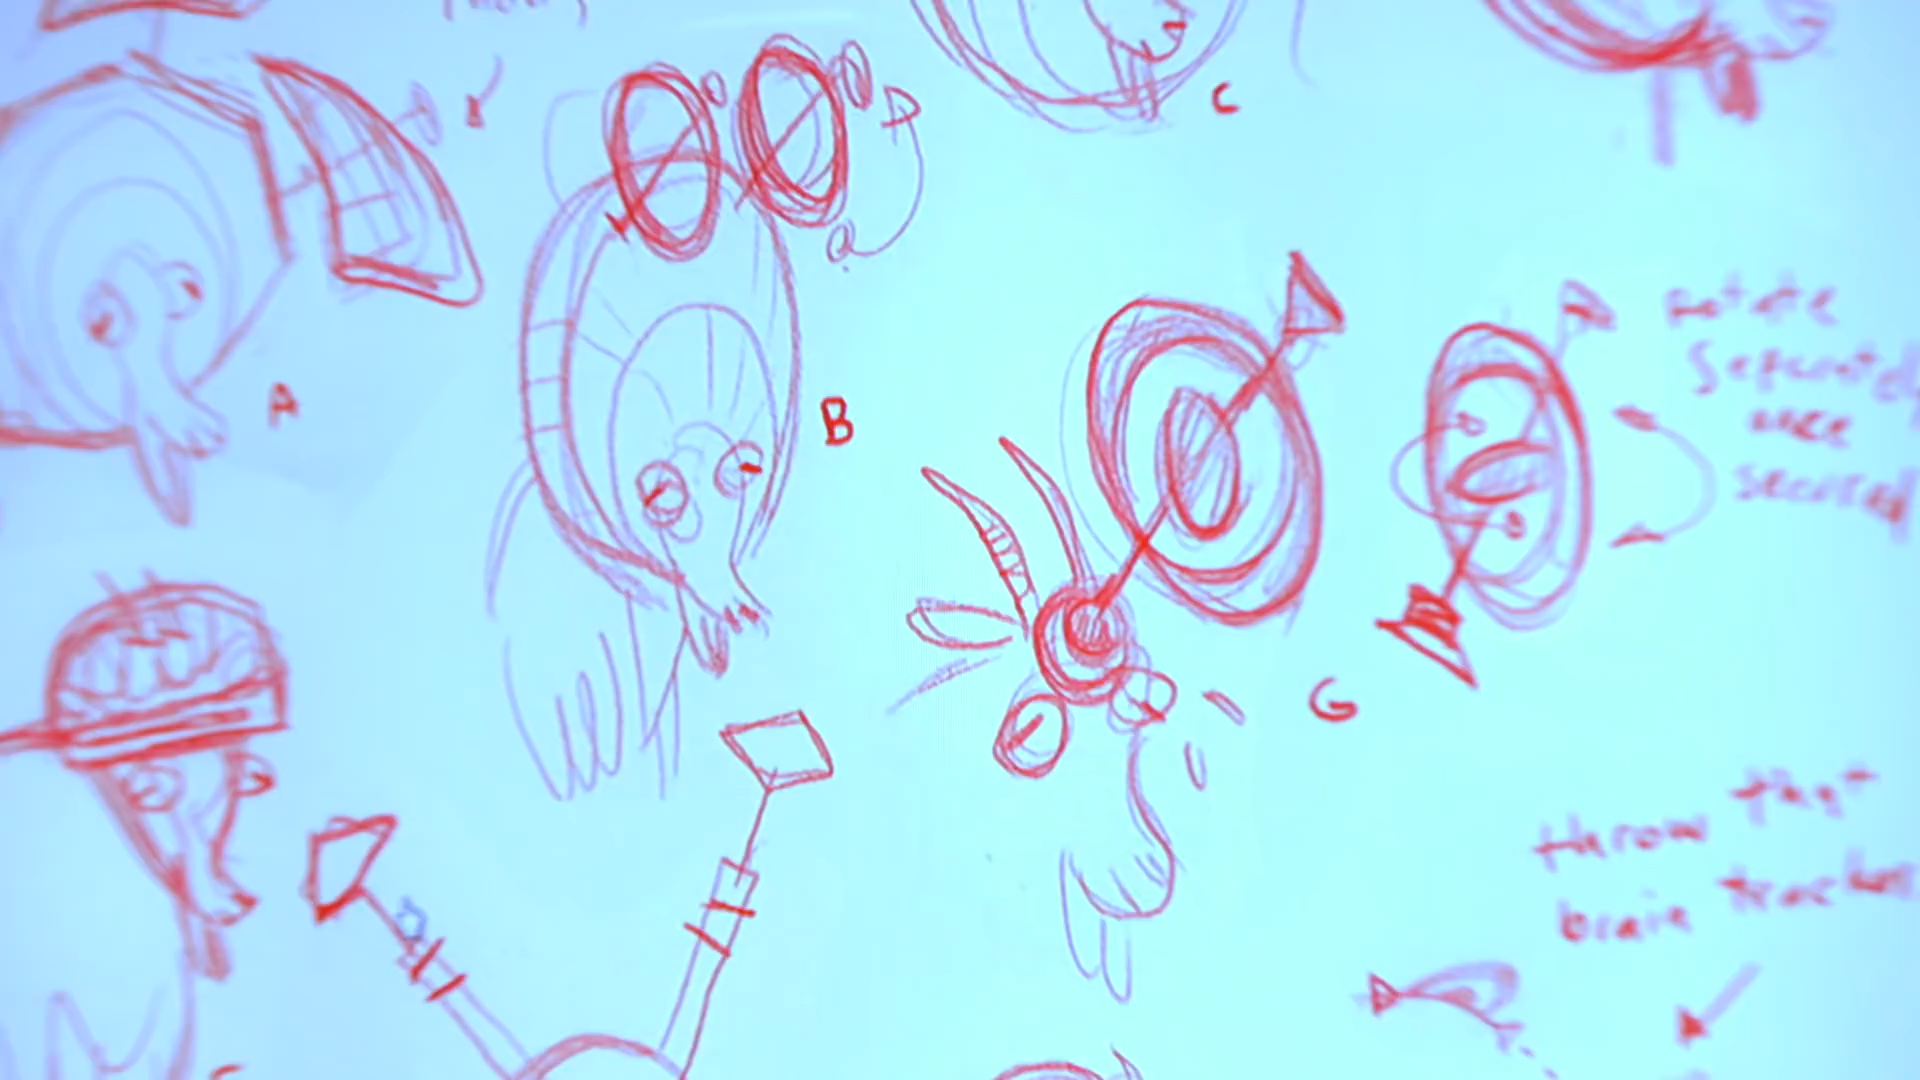 C
A
B
rotate
Separately
once
secured
G
throw that
brain tracker